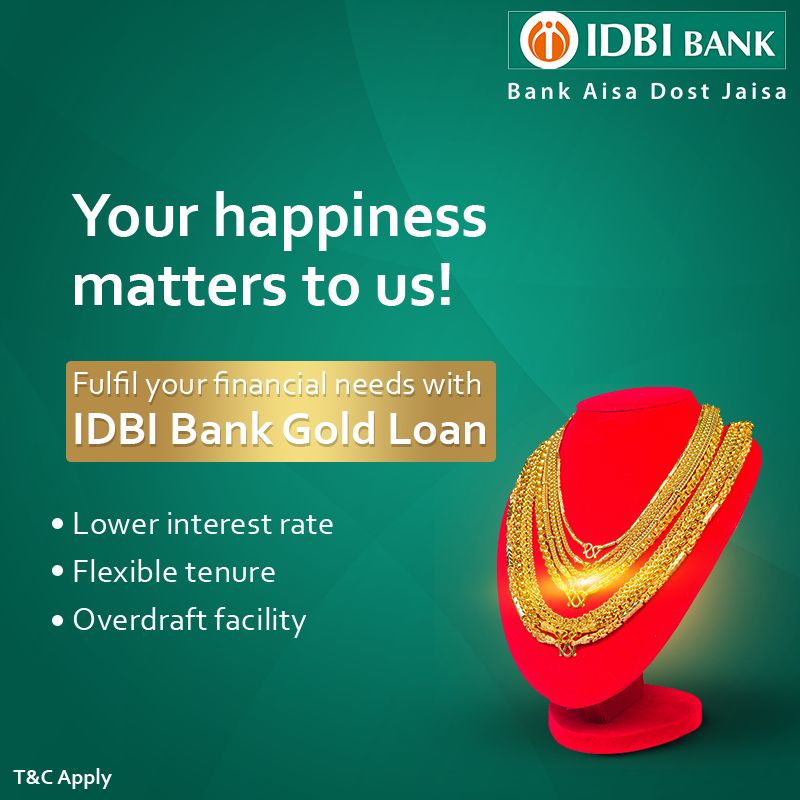 IDBI BANK
Bank Aisa Dost Jaisa
Your happiness
matters to us!
Fulfil your financial needs with
IDBI Bank Gold Loan
• Lower interest rate
• Flexible tenure
• Overdraft facility
T&C Apply